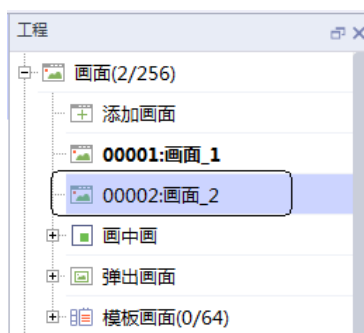 工程
画面(2/256)
添加画面
00001:画面_1
00002:画面_2
画中画
弹出画面
模板画面(0/64)